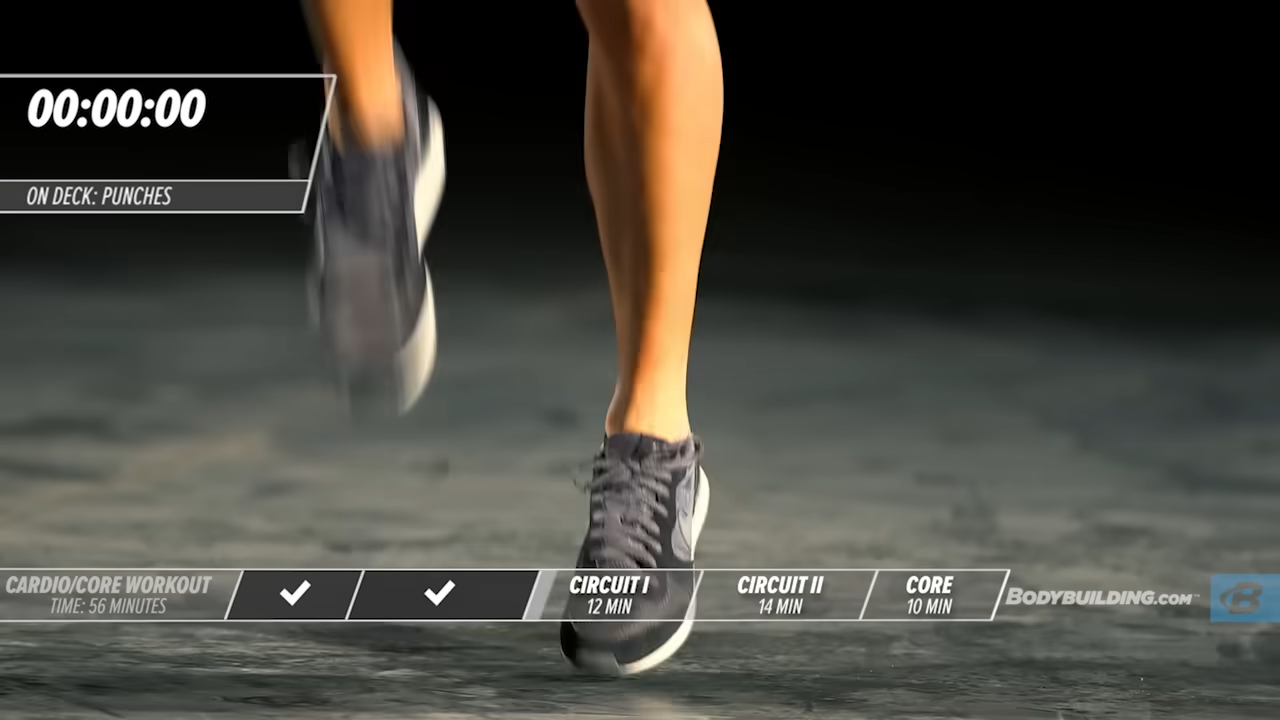 00:00:00
ON DECK: PUNCHES
CARDIO/CORE WORKOUT
TIME: 56 MINUTES
CIRCUIT I
12 MIN
CIRCUIT II
14 MIN
CORE
10 MIN
BODYBUILDING.COM™
B